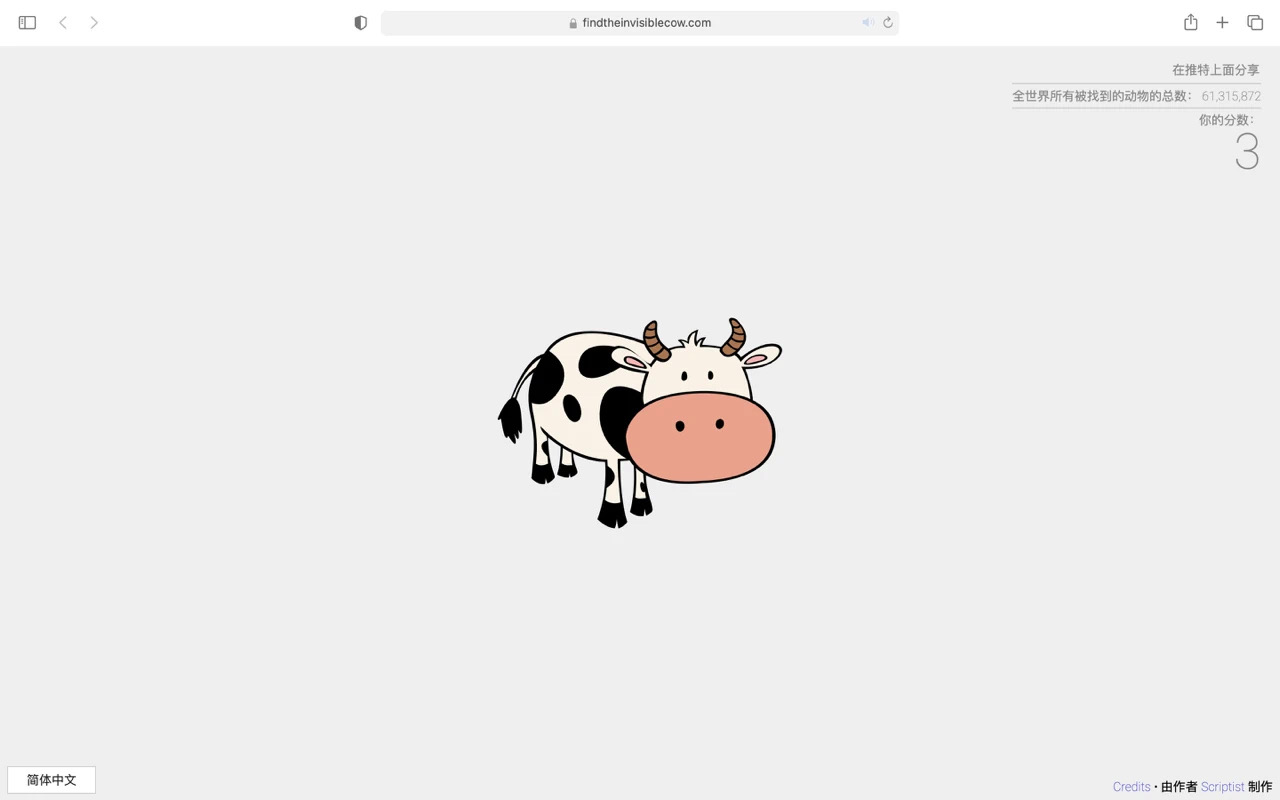 findtheinvisiblecow.com
在推特上面分享
全世界所有被找到的动物的总数: 61,315,872
你的分数:
3
简体中文
Credits • 由作者 Scriptist 制作